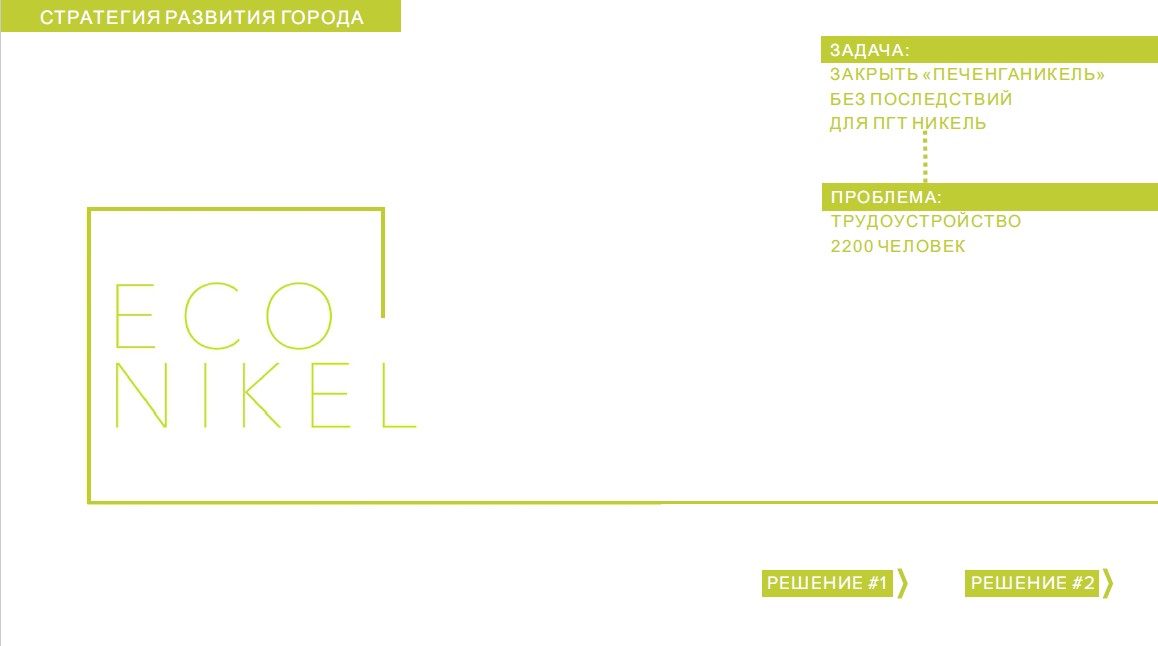 СТРАТЕГИЯ РАЗВИТИЯ ГОРОДА
ЗАДАЧА:
ЗАКРЫТЬ «ПЕЧЕНГАНИКЕЛЬ»
БЕЗ ПОСЛЕДСТВИЙ
ДЛЯ ПГТ НИКЕЛЬ
ПРОБЛЕМА:
ТРУДОУСТРОЙСТВО
2200 ЧЕЛОВЕК
ECO
NIKEL
РЕШЕНИЕ #1
РЕШЕНИЕ #2